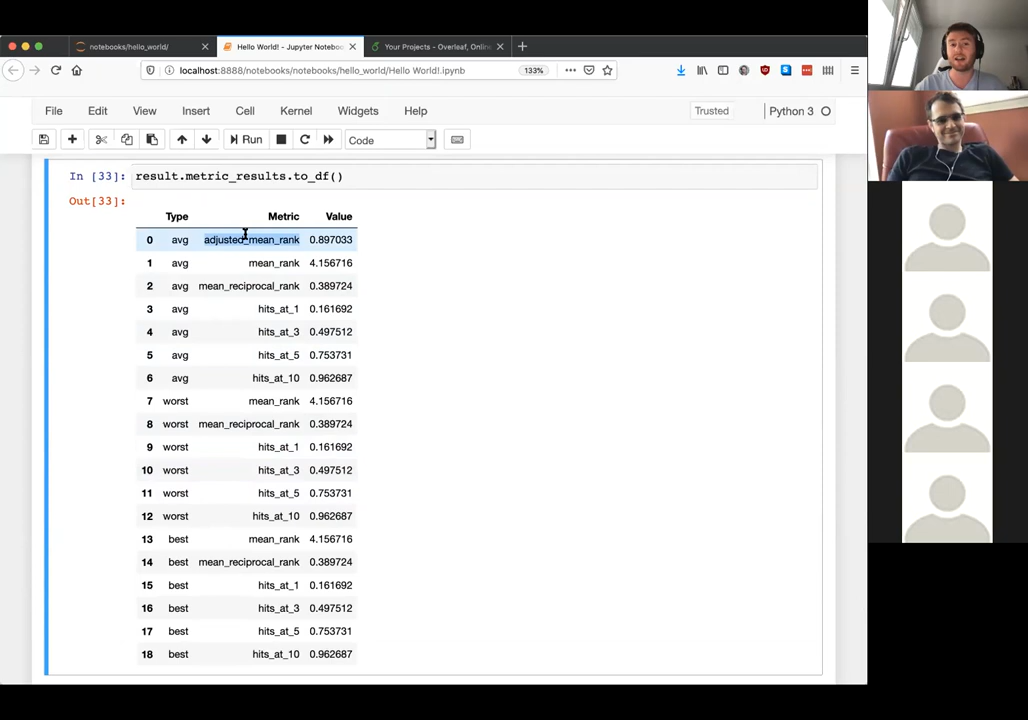 notebooks/hello_world/
Hello World! - Jupyter Noteboo
Your Projects - Overleaf, Onlin
localhost:8888/notebooks/notebooks/hello_world/Hello World!.ipynb
133%
File Edit View Insert Cell Kernel Widgets Help
Trusted
Python 3
Run
Code
In [33]: result.metric_results.to_df()
Out[33]:
Type Metric Value
0 avg adjusted_mean_rank 0.897033
1 avg mean_rank 4.156716
2 avg mean_reciprocal_rank 0.389724
3 avg hits_at_1 0.161692
4 avg hits_at_3 0.497512
5 avg hits_at_5 0.753731
6 avg hits_at_10 0.962687
7 worst mean_rank 4.156716
8 worst mean_reciprocal_rank 0.389724
9 worst hits_at_1 0.161692
10 worst hits_at_3 0.497512
11 worst hits_at_5 0.753731
12 worst hits_at_10 0.962687
13 best mean_rank 4.156716
14 best mean_reciprocal_rank 0.389724
15 best hits_at_1 0.161692
16 best hits_at_3 0.497512
17 best hits_at_5 0.753731
18 best hits_at_10 0.962687